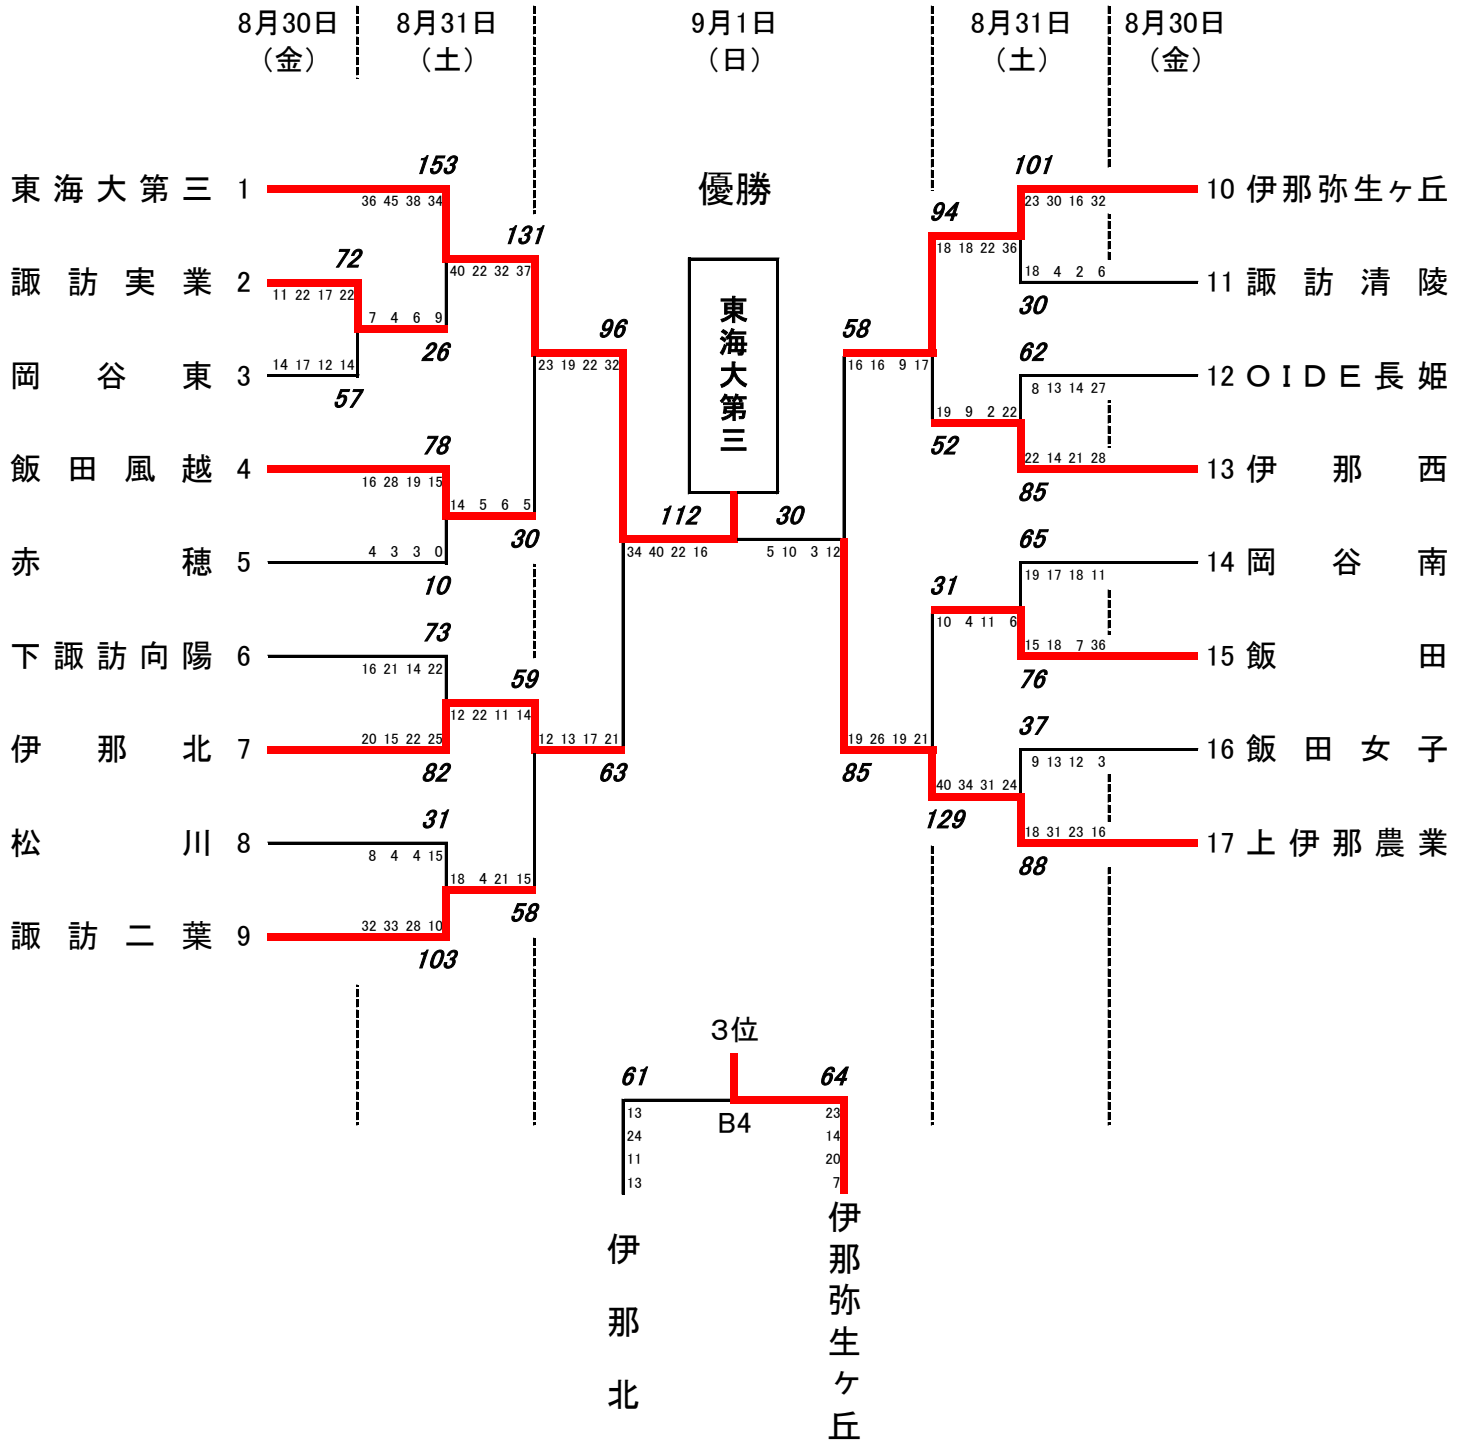 8月30日 8月31日 9月1日 8月31日 8月30日
（金） （土） （日） （土） （金）
153 101
東海大第三 1 優勝 10 伊那弥生ヶ丘
36 45 38 34 23 30 16 32
94
131
18 18 22 36
72
40 22 32 37
諏訪実業 2 18 4 2 6 11 諏訪清陵
11 22 17 22 30
7 4 6 9 東海大第三
96 58
26 62
23 19 22 32 16 16 9 17
岡谷東 3 14 17 12 14 12 OIDE長姫
57 8 13 14 27
19 9 2 22
78 52
飯田風越 4 22 14 21 28 13 伊那西
16 28 19 15 85
14 5 6 5
112 30
30 65
4 3 3 0 34 40 22 16 5 10 3 12
赤穂 5 14 岡谷南
10 19 17 18 11
31
10 4 11 6
73
15 18 7 36
下諏訪向陽 6 15 飯田
16 21 14 22
59 76
12 22 11 14
37
20 15 22 25 12 13 17 21 19 26 19 21
伊那北 7 16 飯田女子
9 13 12 3
82 63 85
40 34 31 24
31 129
18 31 23 16
松川 8 17 上伊那農業
8 4 4 15
88
18 4 21 15
58
32 33 28 10
諏訪二葉 9
103
3位
61 64
13 B4 23
24 14
11 20
13 7
伊那北
伊那弥生ヶ丘